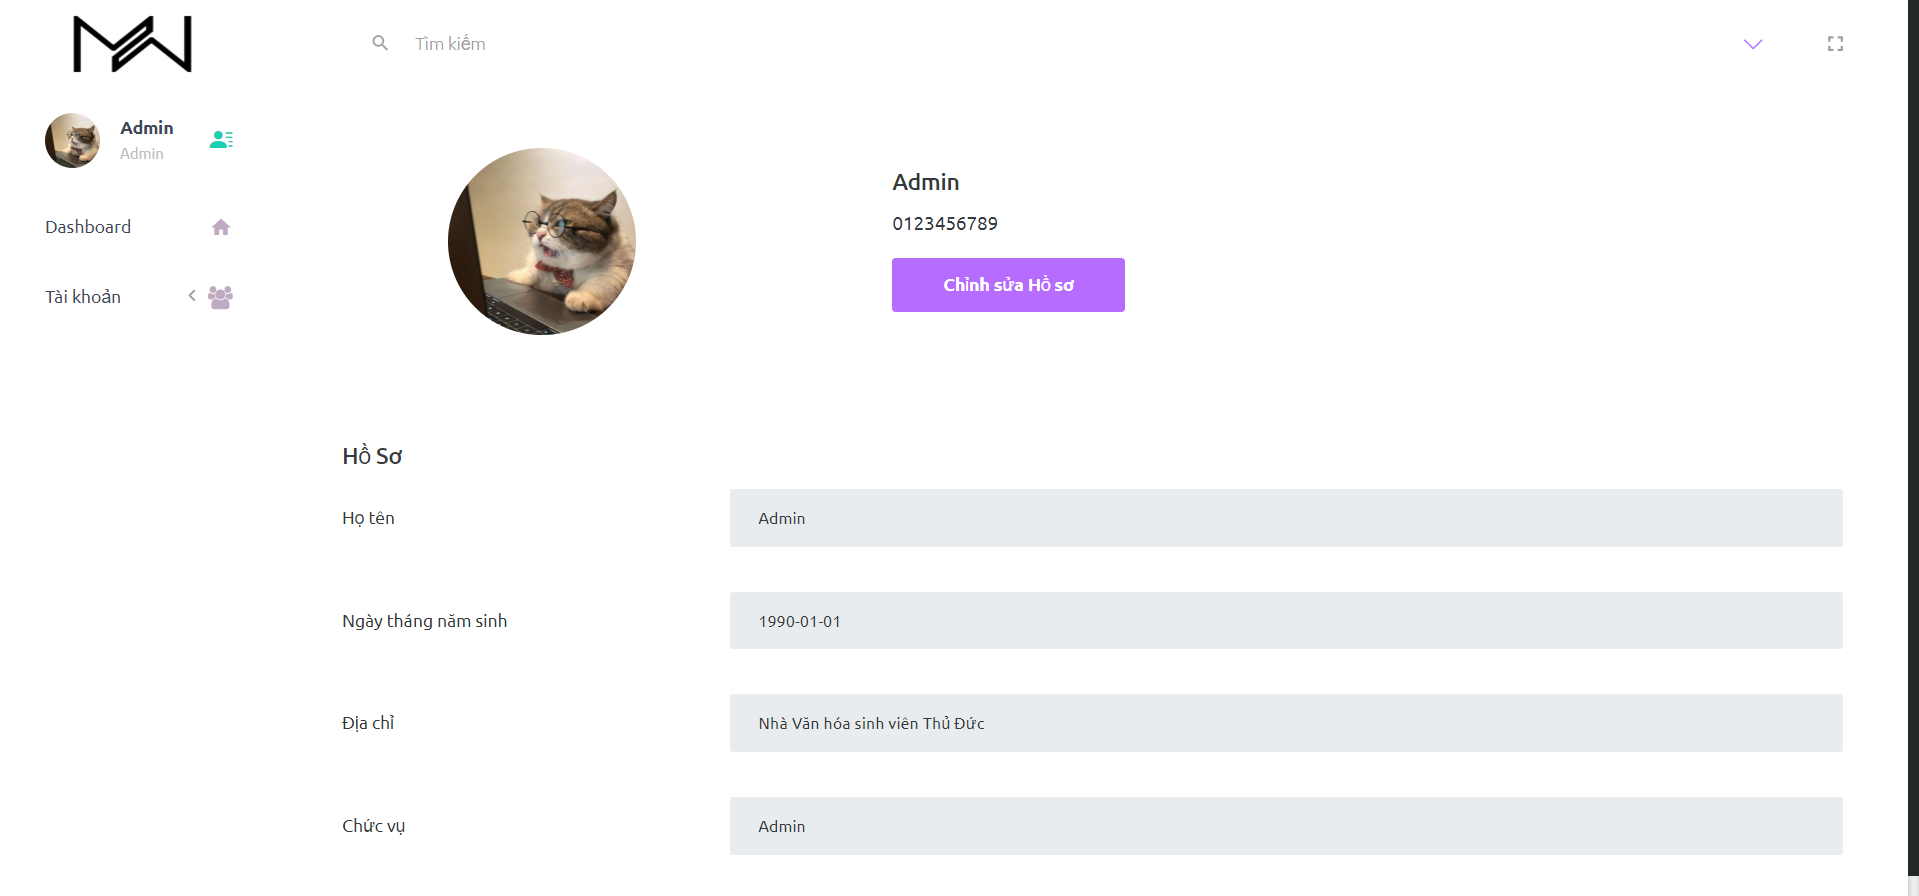 Tìm kiếm
Admin
Admin
Dashboard
Tài khoản
Admin
0123456789
Chỉnh sửa Hồ sơ
Hồ Sơ
Họ tên
Admin
Ngày tháng năm sinh
1990-01-01
Địa chỉ
Nhà Văn hóa sinh viên Thủ Đức
Chức vụ
Admin